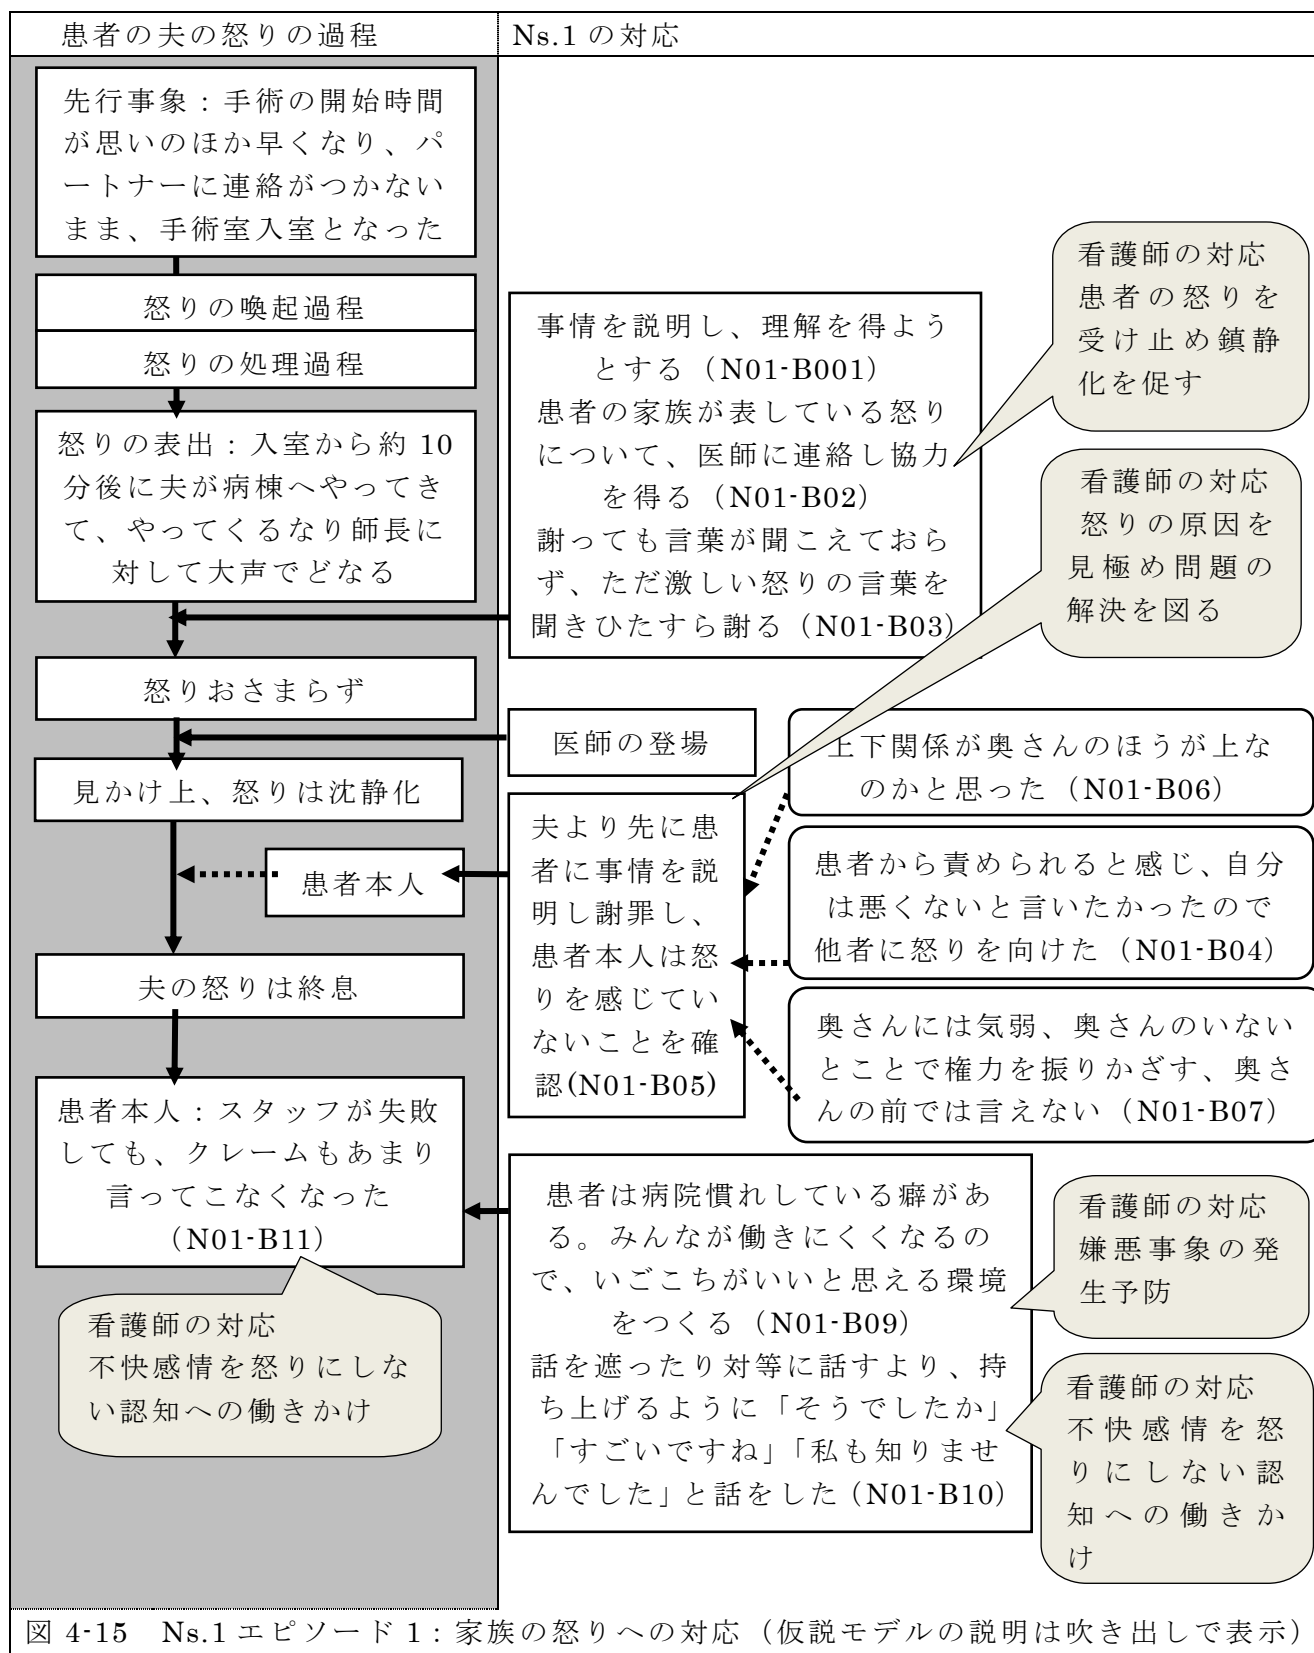 患者の夫の怒りの過程
Ns.1 の対応
先行事象：手術の開始時間
が思いのほか早くなり、パ
ートナーに連絡がつかない
まま、手術室入室となった
怒りの喚起過程
怒りの処理過程
怒りの表出：入室から約 10
分後に夫が病棟へやってき
て、やってくるなり師長に
対して大声でどなる
事情を説明し、理解を得よう
とする（N01-B001）
患者の家族が表している怒り
について、医師に連絡し協力
を得る（N01-B02）
謝っても言葉が聞こえておら
ず、ただ激しい怒りの言葉を
聞きひたすら謝る（N01-B03）
看護師の対応
患者の怒りを
受け止め鎮静
化を促す
看護師の対応
怒りの原因を
見極め問題の
解決を図る
怒りおさまらず
医師の登場
見かけ上、怒りは沈静化
上下関係が奥さんのほうが上な
のかと思った（N01-B06）
夫より先に患
者に事情を説
明し謝罪し、
患者本人は怒
りを感じてい
ないことを確
認(N01-B05)
患者本人
患者から責められると感じ、自分
は悪くないと言いたかったので
他者に怒りを向けた（N01-B04）
夫の怒りは終息
奥さんには気弱、奥さんのいない
とことで権力を振りかざす、奥さ
んの前では言えない（N01-B07）
患者本人：スタッフが失敗
しても、クレームもあまり
言ってこなくなった
（N01-B11）
看護師の対応
不快感情を怒りにしな
い認知への働きかけ
患者は病院慣れしている癖があ
る。みんなが働きにくくなるの
で、いごこちがいいと思える環境
をつくる（N01-B09）
話を遮ったり対等に話すより、持
ち上げるように「そうでしたか」
「すごいですね」「私も知りませ
んでした」と話をした（N01-B10）
看護師の対応
嫌悪事象の発
生予防
看護師の対応
不快感情を怒
りにしない認
知への働きか
け
図 4-15　Ns.1 エピソード 1：家族の怒りへの対応（仮説モデルの説明は吹き出しで表示）